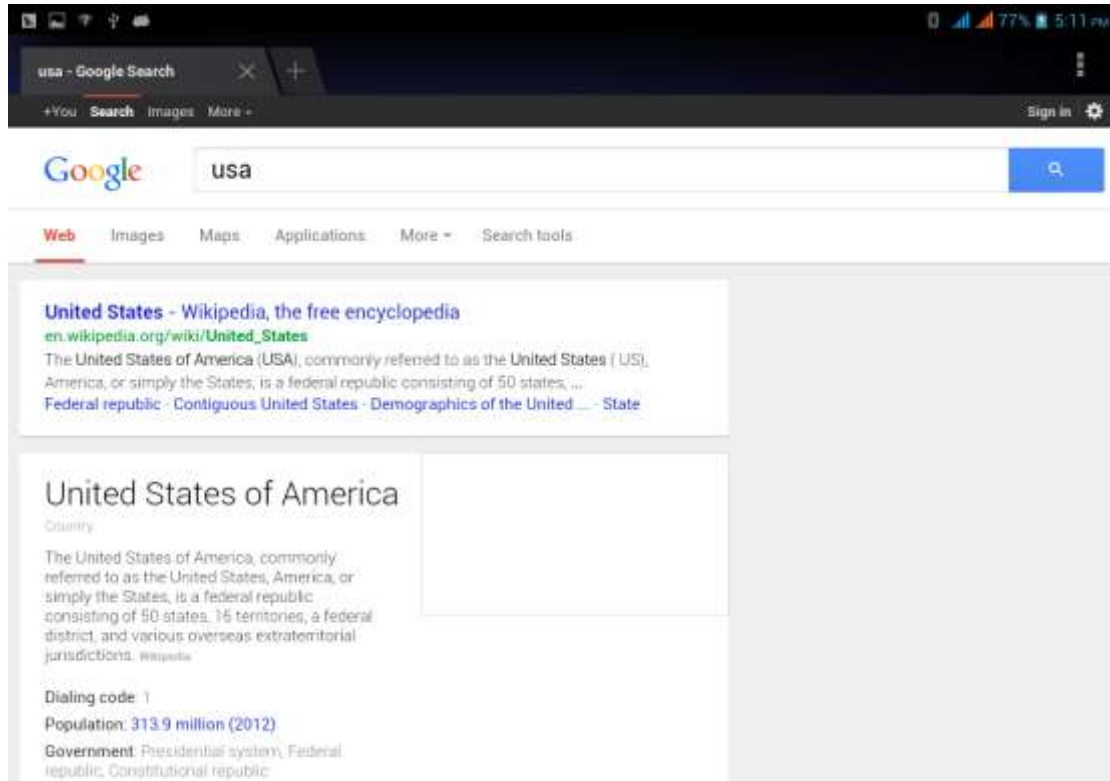 77% 5:11 PM
usa - Google Search
+You Search Images More
Sign in
Google usa
Web Images Maps Applications More Search tools
United States - Wikipedia, the free encyclopedia
en.wikipedia.org/wiki/United_States
The United States of America (USA), commonly referred to as the United States ( US),
America, or simply the States, is a federal republic consisting of 50 states, ...
Federal republic - Contiguous United States - Demographics of the United ... - State
United States of America
Country
The United States of America, commonly
referred to as the United States, America, or
simply the States, is a federal republic
consisting of 50 states, 16 territories, a federal
district, and various overseas extraterritorial
jurisdictions. Wikipedia
Dialing code: 1
Population: 313.9 million (2012)
Government: Presidential system, Federal
republic, Constitutional republic